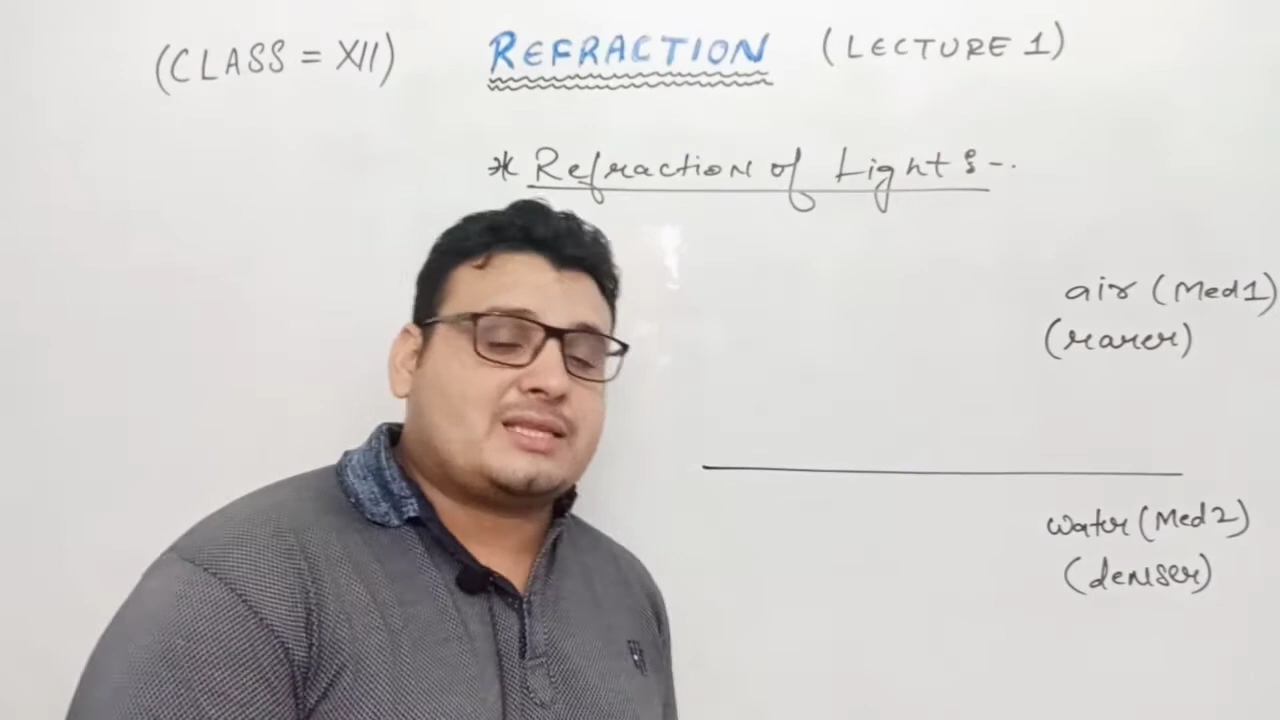 (CLASS = XII) REFRACTION (LECTURE 1)
* Refraction of Light :-.
air (Med1)
(rarer)
water (Med2)
(denser)